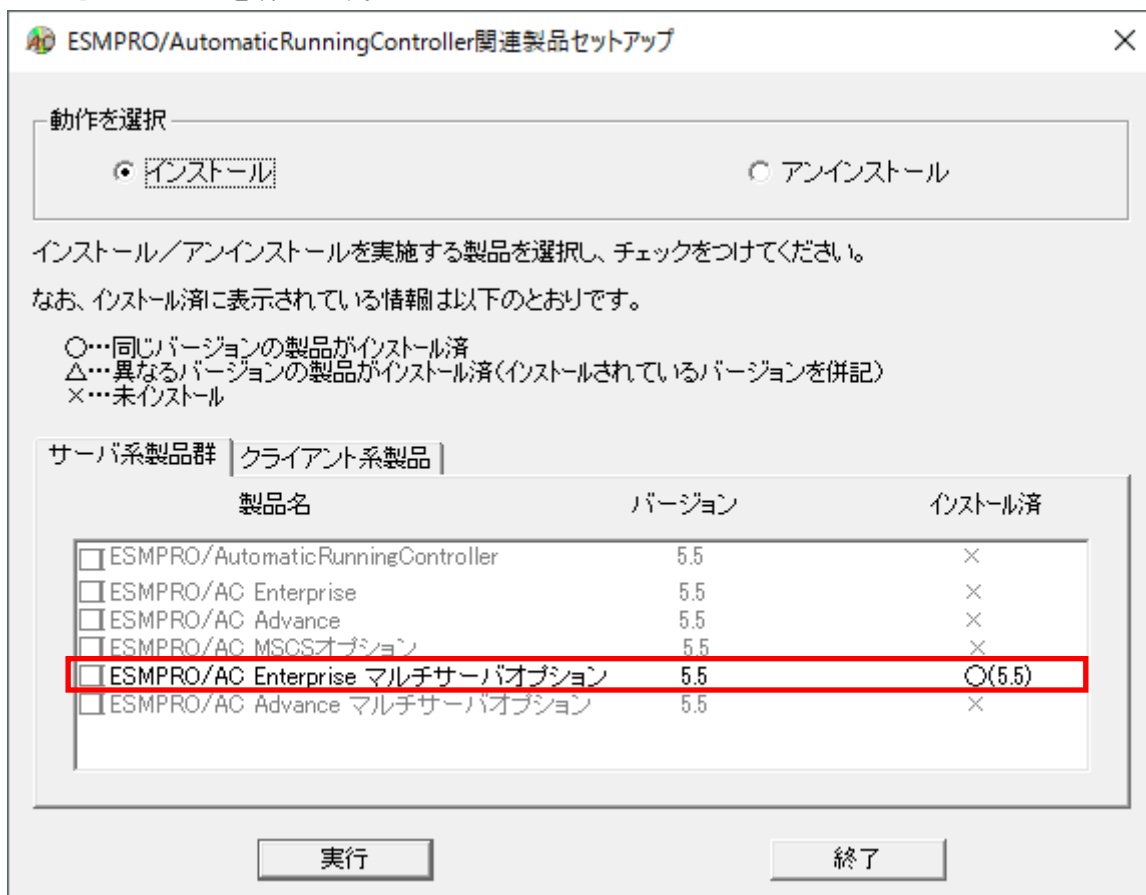 ESMPRO/AutomaticRunningController関連製品セットアップ
動作を選択
インストール アンインストール
インストール／アンインストールを実施する製品を選択し、チェックをつけてください。
なお、インストール済に表示されている情報は以下のとおりです。
○…同じバージョンの製品がインストール済
△…異なるバージョンの製品がインストール済(インストールされているバージョンを併記)
×…未インストール
サーバ系製品群 クライアント系製品
製品名 バージョン インストール済
ESMPRO/AutomaticRunningController 5.5 ×
ESMPRO/AC Enterprise 5.5 ×
ESMPRO/AC Advance 5.5 ×
ESMPRO/AC MSCSオプション 5.5 ×
ESMPRO/AC Enterprise マルチサーバオプション 5.5 ○(5.5)
ESMPRO/AC Advance マルチサーバオプション 5.5 ×
実行 終了